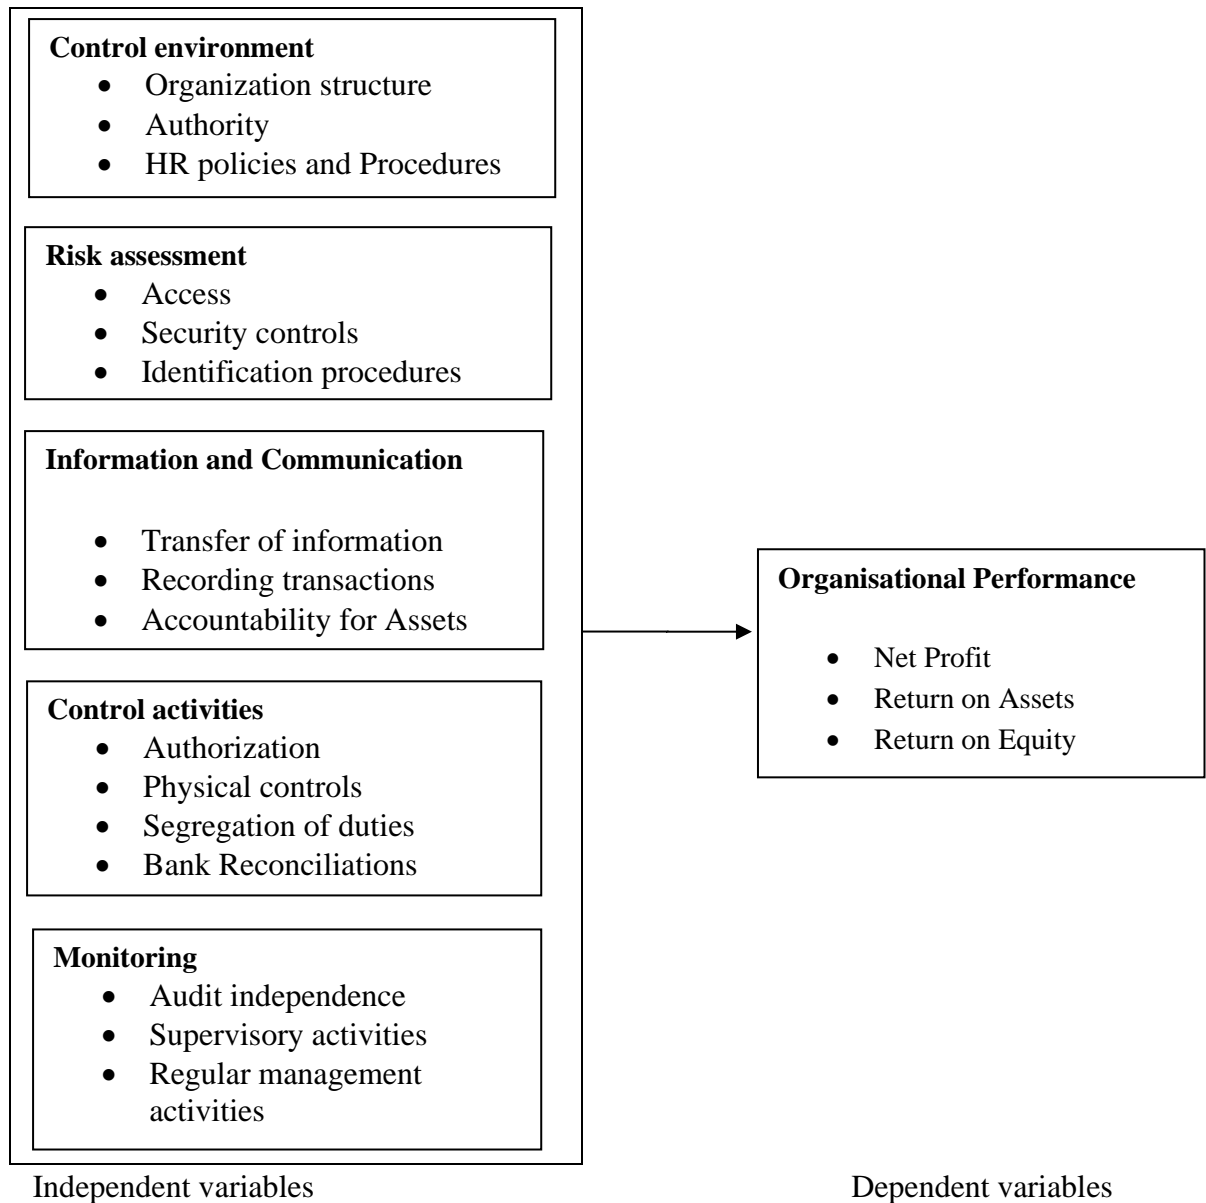 Control environment
• Organization structure
• Authority
• HR policies and Procedures
Risk assessment
• Access
• Security controls
• Identification procedures
Information and Communication
• Transfer of information
• Recording transactions
• Accountability for Assets
Control activities
• Authorization
• Physical controls
• Segregation of duties
• Bank Reconciliations
Monitoring
• Audit independence
• Supervisory activities
• Regular management
activities
Organisational Performance
• Net Profit
• Return on Assets
• Return on Equity
Independent variables
Dependent variables